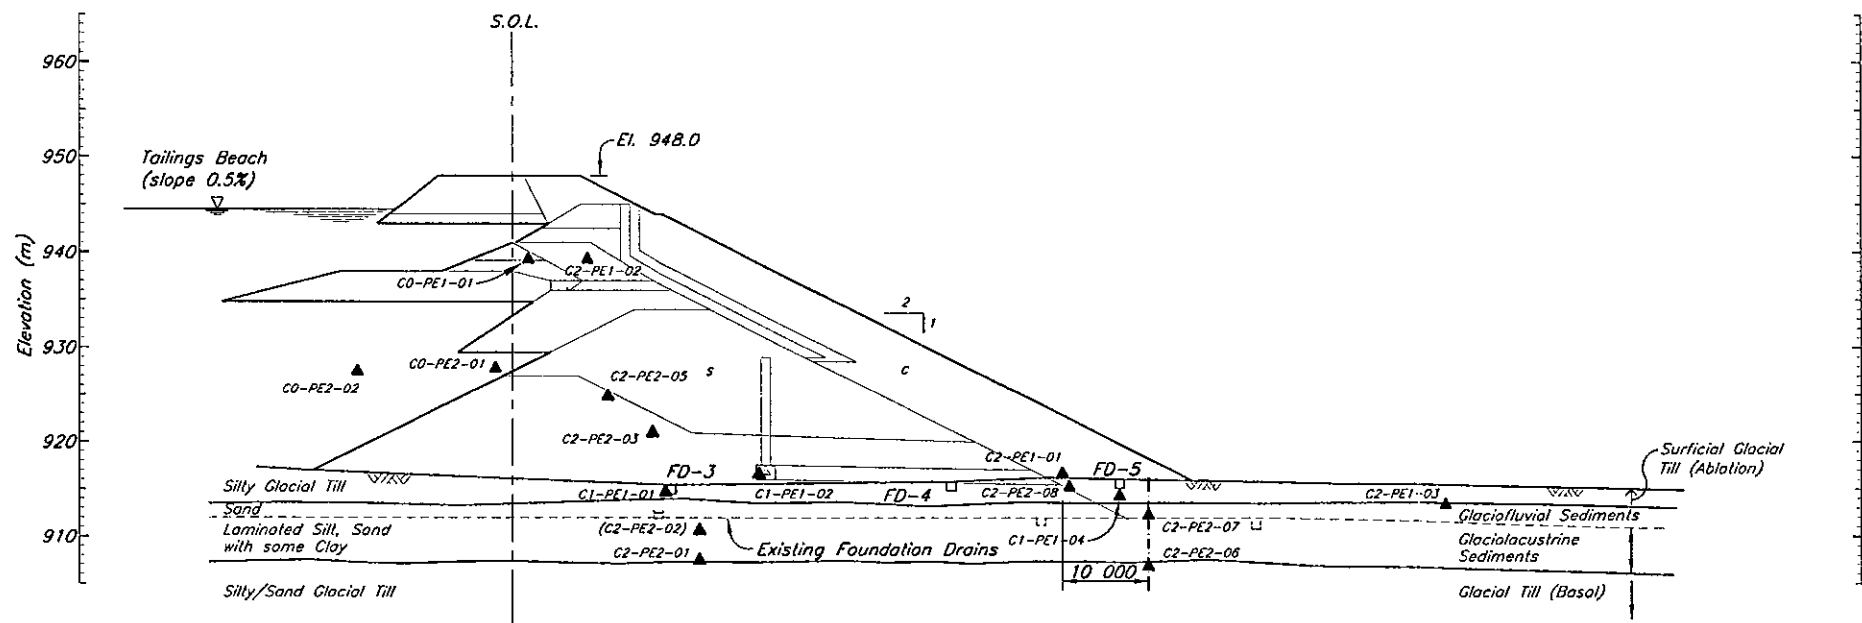 S.O.L.
960
950
940
930
920
910
Elevation (m)
Tailings Beach
(slope 0.5%)
El. 948.0
C0-PE1-01
C2-PE1-02
2
1
C0-PE2-02
C0-PE2-01
C2-PE2-05
s
c
C2-PE2-03
C2-PE1-01
Surficial Glacial
Till (Ablation)
FD-3
FD-5
Silty Glacial Till
C1-PE1-01
C1-PE1-02
FD-4
C2-PE2-08
C2-PE1-03
Sand
Glaciofluvial Sediments
Laminated Silt, Sand
with some Clay
(C2-PE2-02)
C2-PE2-07
Existing Foundation Drains
C1-PE1-04
Glaciolacustrine
Sediments
C2-PE2-01
C2-PE2-06
10 000
Silty/Sand Glacial Till
Glacial Till (Basal)